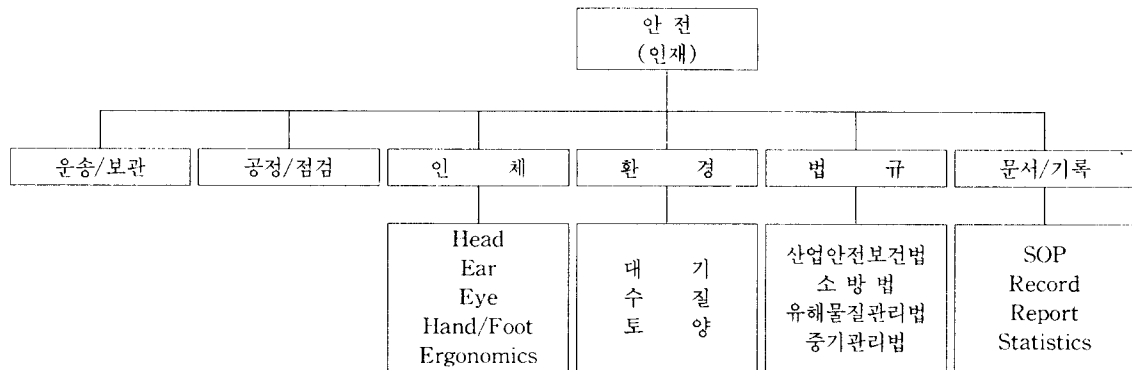 안 전
(인재)
운송/보관
공정/점검
인 체
환 경
법 규
문서/기록
Head
Ear
Eye
Hand/Foot
Ergonomics
대 기
수 질
토 양
산업안전보건법
소 방 법
유해물질관리법
중기관리법
SOP
Record
Report
Statistics